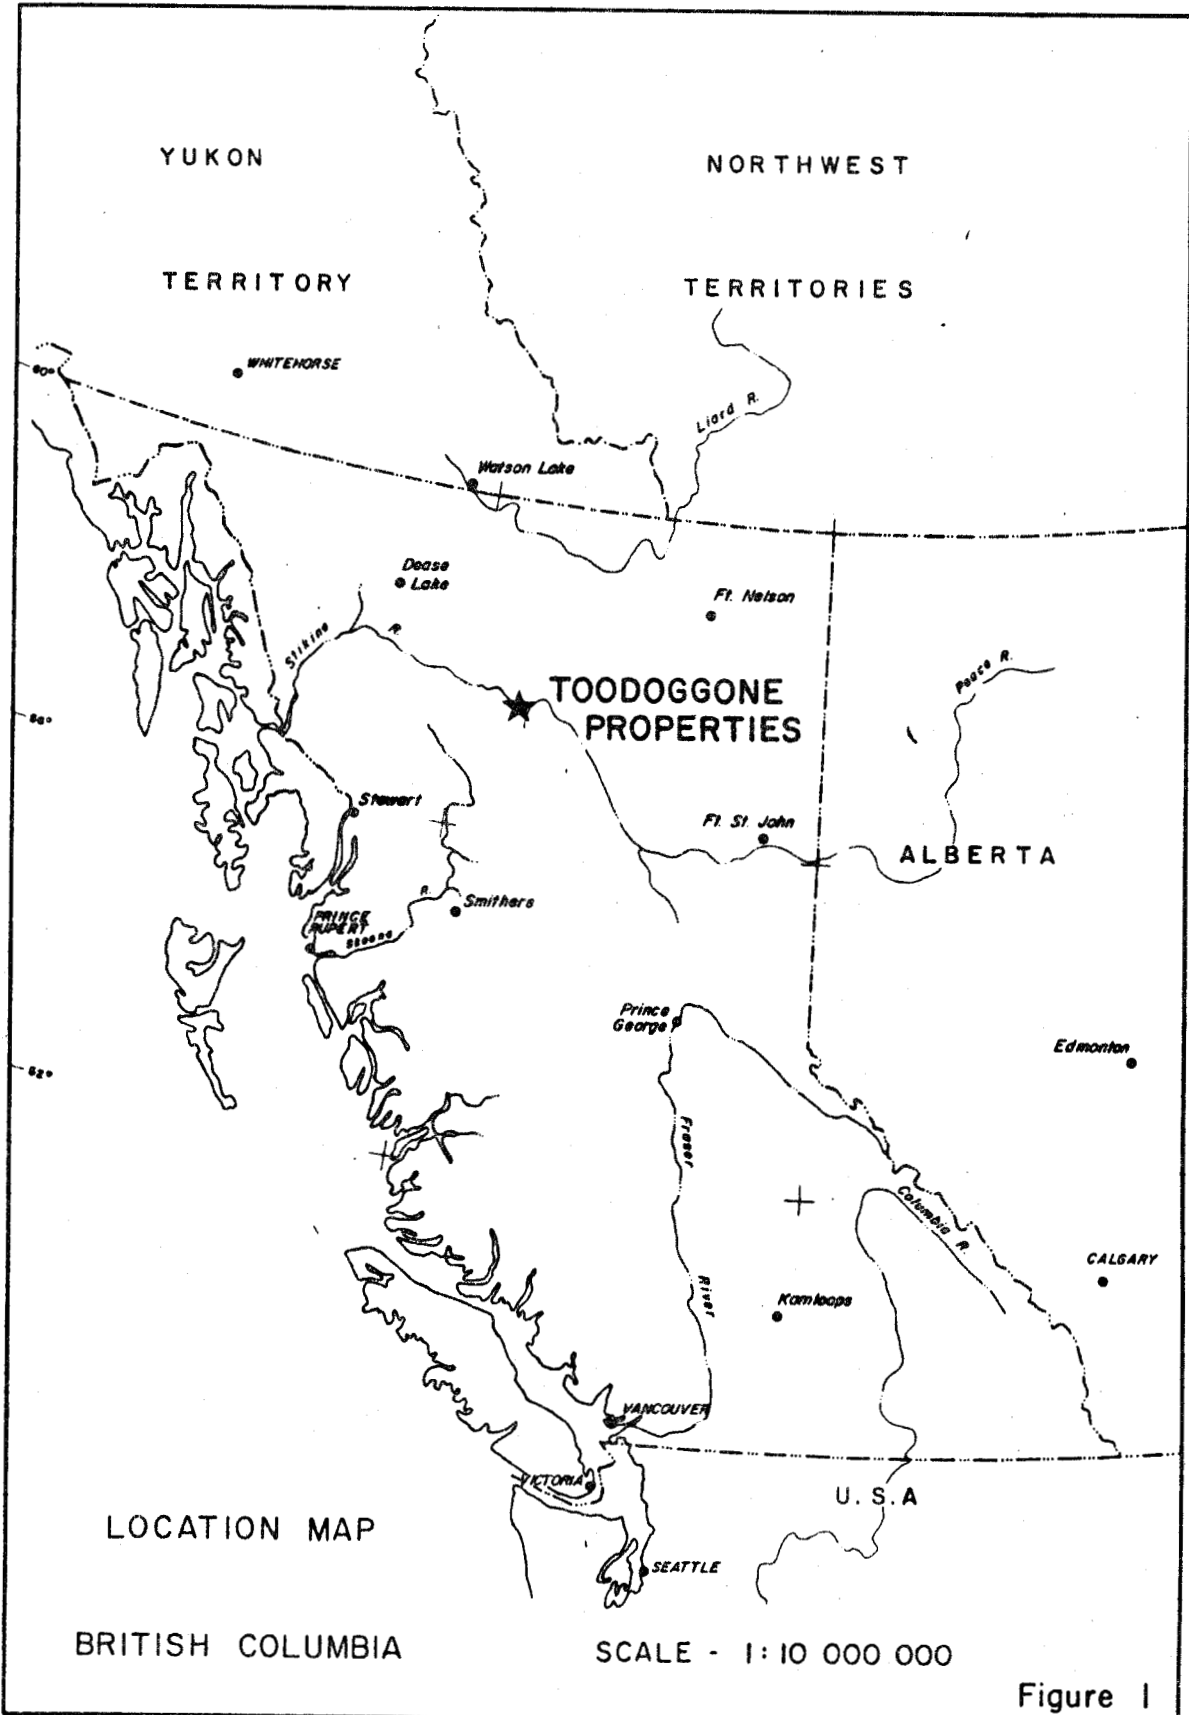 YUKON
NORTHWEST
TERRITORY
TERRITORIES
WHITEHORSE
60°
Liard R.
Watson Lake
Dease
Lake
Ft. Nelson
Stikine
R.
Peace R.
TOODOGGONE
PROPERTIES
Stewart
Ft. St. John
ALBERTA
R.
Smithers
PRINCE
RUPERT
Skeena
Prince
George
Edmonton
52°
Fraser
Columbia R.
CALGARY
River
Kamloops
VANCOUVER
VICTORIA
U.S.A
LOCATION MAP
SEATTLE
BRITISH COLUMBIA
SCALE - 1:10 000 000
Figure 1